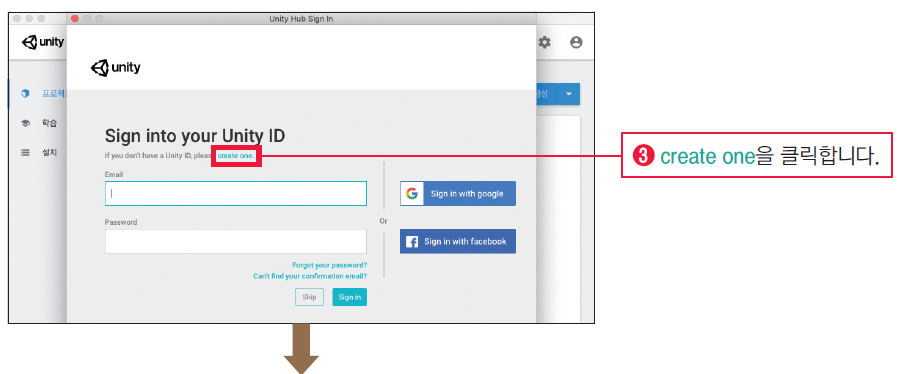 Unity Hub Sign In
unity
unity
프로젝
생성
학습
설치
Sign into your Unity ID
If you don't have a Unity ID, please create one.
Email
Password
Sign in with google
Or
Sign in with facebook
Forgot your password?
Can't find your confirmation email?
Skip
Sign in
❸ create one을 클릭합니다.